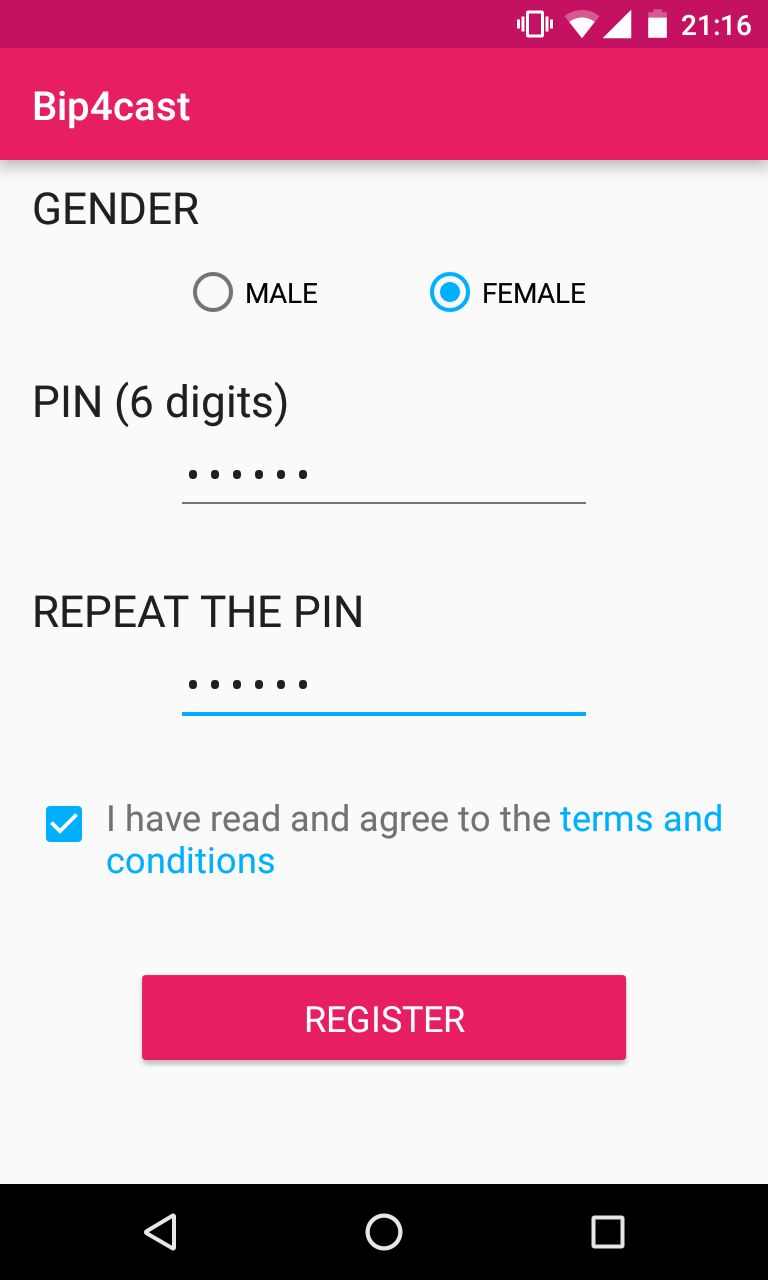 21:16
Bip4cast
GENDER
MALE FEMALE
PIN (6 digits)
••••••
REPEAT THE PIN
••••••
I have read and agree to the terms and
conditions
REGISTER